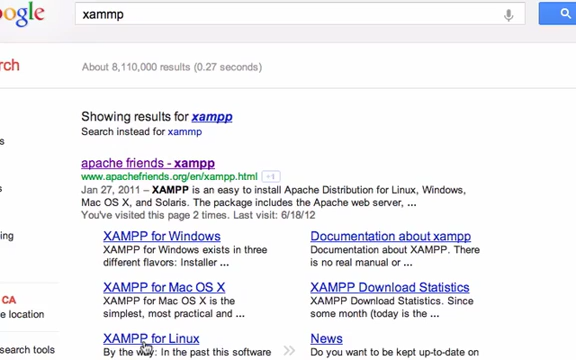 oogle
xammp
rch
About 8,110,000 results (0.27 seconds)
Showing results for xampp
Search instead for xammp
s
apache friends - xampp
www.apachefriends.org/en/xampp.html +1
Jan 27, 2011 – XAMPP is an easy to install Apache Distribution for Linux, Windows,
Mac OS X, and Solaris. The package includes the Apache web server, ...
You've visited this page 2 times. Last visit: 6/18/12
s
ing
XAMPP for Windows
XAMPP for Windows exists in three
different flavors: Installer ...
Documentation about xampp
Documentation about XAMPP. There
is no real manual or ...
XAMPP for Mac OS X
XAMPP for Mac OS X is the
simplest, most practical and ...
XAMPP Download Statistics
XAMPP Download Statistics. Since
some month (today is the ...
CA
e location
XAMPP for Linux
By the way: In the past this software
News
Do you want to be kept up-to-date on
search tools